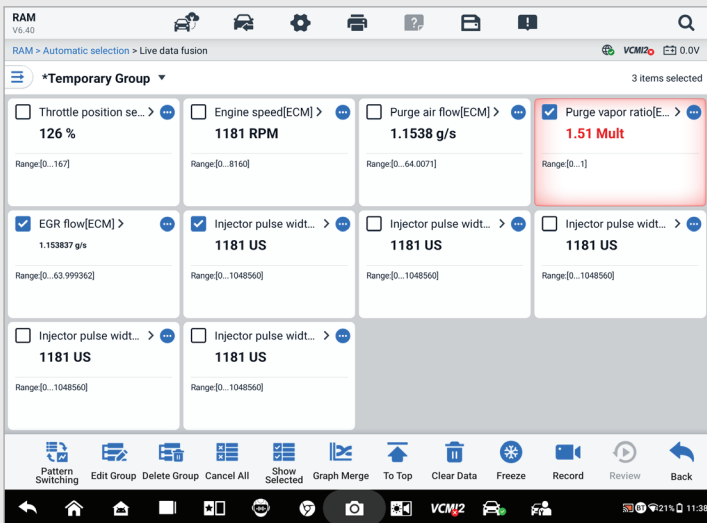 RAM
V6.40
RAM > Automatic selection > Live data fusion
VCMI2
0.0V
*Temporary Group
3 items selected
Throttle position se... >
126 %
Range:[0...167]
Engine speed[ECM] >
1181 RPM
Range:[0...8160]
Purge air flow[ECM] >
1.1538 g/s
Range:[0...64.0071]
Purge vapor ratio[E... >
1.51 Mult
Range:[0...1]
EGR flow[ECM] >
1.153837 g/s
Range:[0...63.999362]
Injector pulse widt... >
1181 US
Range:[0...1048560]
Injector pulse widt... >
1181 US
Range:[0...1048560]
Injector pulse widt... >
1181 US
Range:[0...1048560]
Injector pulse widt... >
1181 US
Range:[0...1048560]
Injector pulse widt... >
1181 US
Range:[0...1048560]
Pattern
Switching
Edit Group
Delete Group
Cancel All
Show
Selected
Graph Merge
To Top
Clear Data
Freeze
Record
Review
Back
VCMI2
BT
21%
11:38